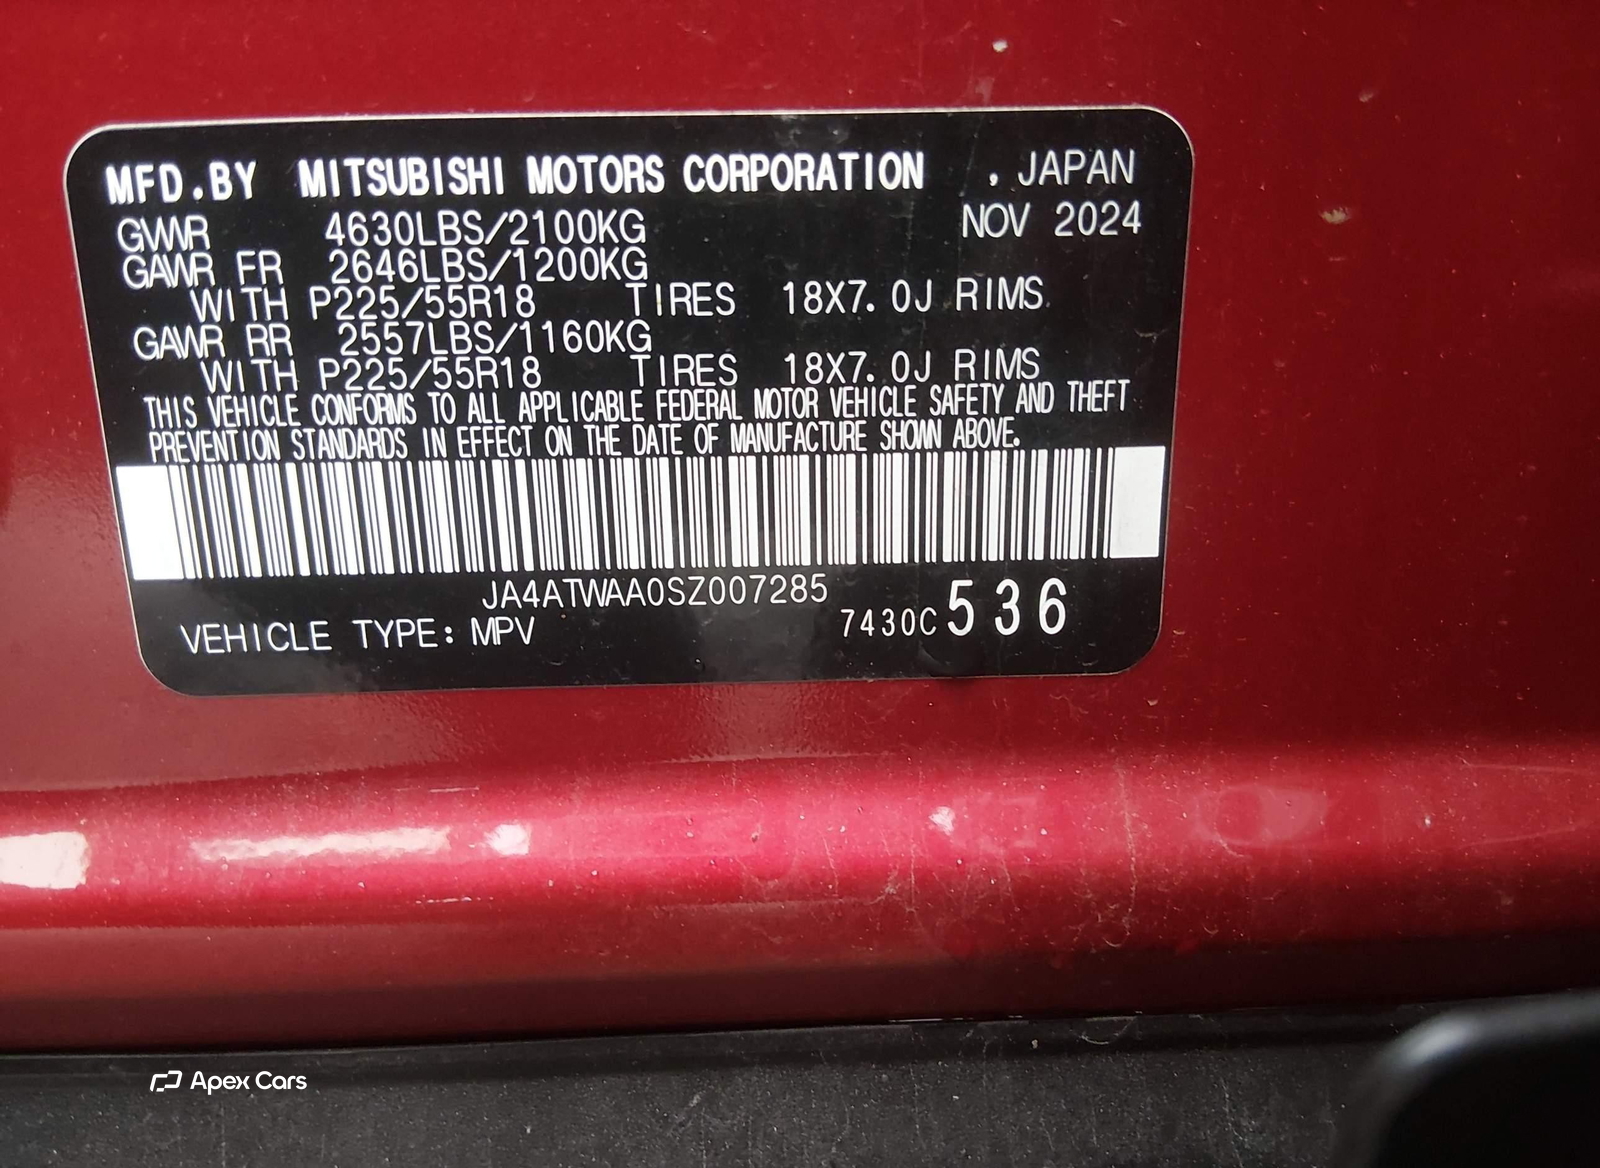 MFD.BY MITSUBISHI MOTORS CORPORATION , JAPAN
GVWR 4630LBS/2100KG NOV 2024
GAWR FR 2646LBS/1200KG
WITH P225/55R18 TIRES 18X7.0J RIMS
GAWR RR 2557LBS/1160KG
WITH P225/55R18 TIRES 18X7.0J RIMS
THIS VEHICLE CONFORMS TO ALL APPLICABLE FEDERAL MOTOR VEHICLE SAFETY AND THEFT
PREVENTION STANDARDS IN EFFECT ON THE DATE OF MANUFACTURE SHOWN ABOVE.
JA4ATWAA0SZ007285
VEHICLE TYPE: MPV 7430C 536
Apex Cars